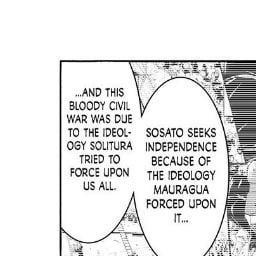 SOSATO SEEKS
INDEPENDENCE
BECAUSE OF
THE IDEOLOGY
MAURAGUA
FORCED UPON
IT...
...AND THIS
BLOODY CIVIL
WAR WAS DUE
TO THE IDEOL-
OGY SOLITURA
TRIED TO
FORCE UPON
US ALL.